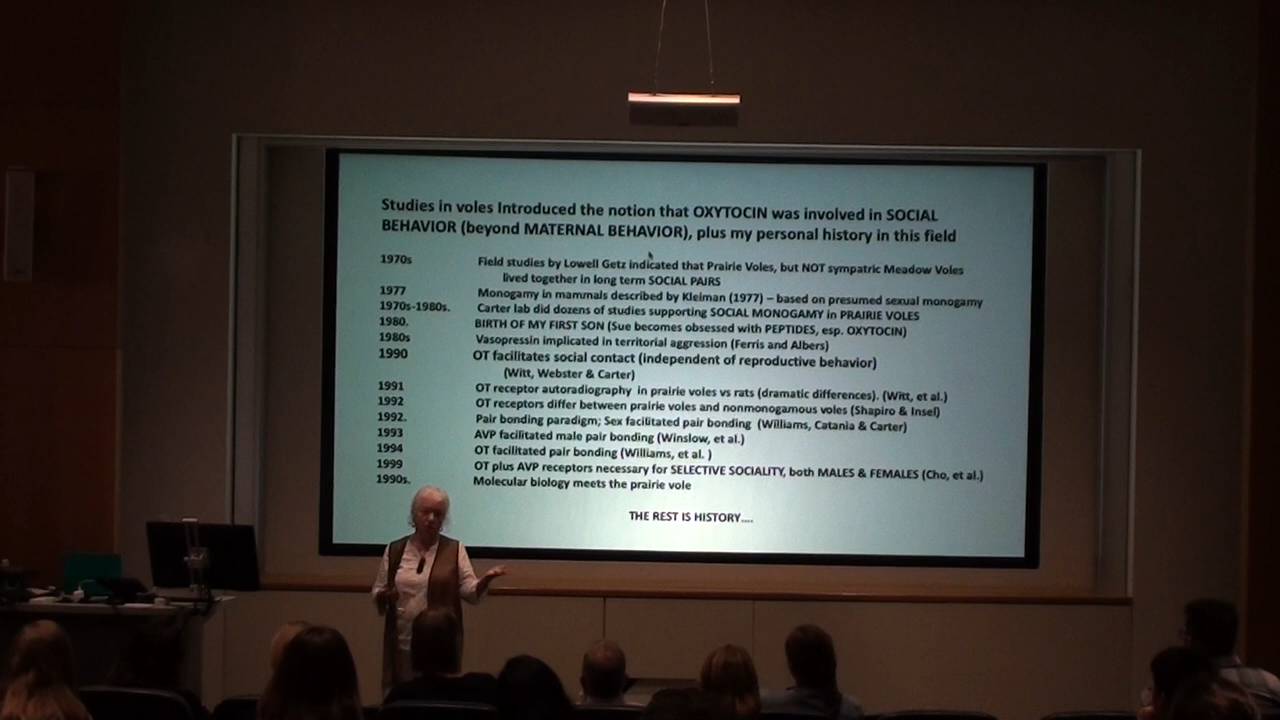 Studies in voles Introduced the notion that OXYTOCIN was involved in SOCIAL
BEHAVIOR (beyond MATERNAL BEHAVIOR), plus my personal history in this field
1970s Field studies by Lowell Getz indicated that Prairie Voles, but NOT sympatric Meadow Voles
lived together in long term SOCIAL PAIRS
1977 Monogamy in mammals described by Kleiman (1977) – based on presumed sexual monogamy
1970s-1980s. Carter lab did dozens of studies supporting SOCIAL MONOGAMY in PRAIRIE VOLES
1980. BIRTH OF MY FIRST SON (Sue becomes obsessed with PEPTIDES, esp. OXYTOCIN)
1980s Vasopressin implicated in territorial aggression (Ferris and Albers)
1990 OT facilitates social contact (independent of reproductive behavior)
(Witt, Webster & Carter)
1991 OT receptor autoradiography in prairie voles vs rats (dramatic differences). (Witt, et al.)
1992 OT receptors differ between prairie voles and nonmonogamous voles (Shapiro & Insel)
1992. Pair bonding paradigm; Sex facilitated pair bonding (Williams, Catania & Carter)
1993 AVP facilitated male pair bonding (Winslow, et al.)
1994 OT facilitated pair bonding (Williams, et al. )
1999 OT plus AVP receptors necessary for SELECTIVE SOCIALITY, both MALES & FEMALES (Cho, et al.)
1990s. Molecular biology meets the prairie vole
THE REST IS HISTORY....